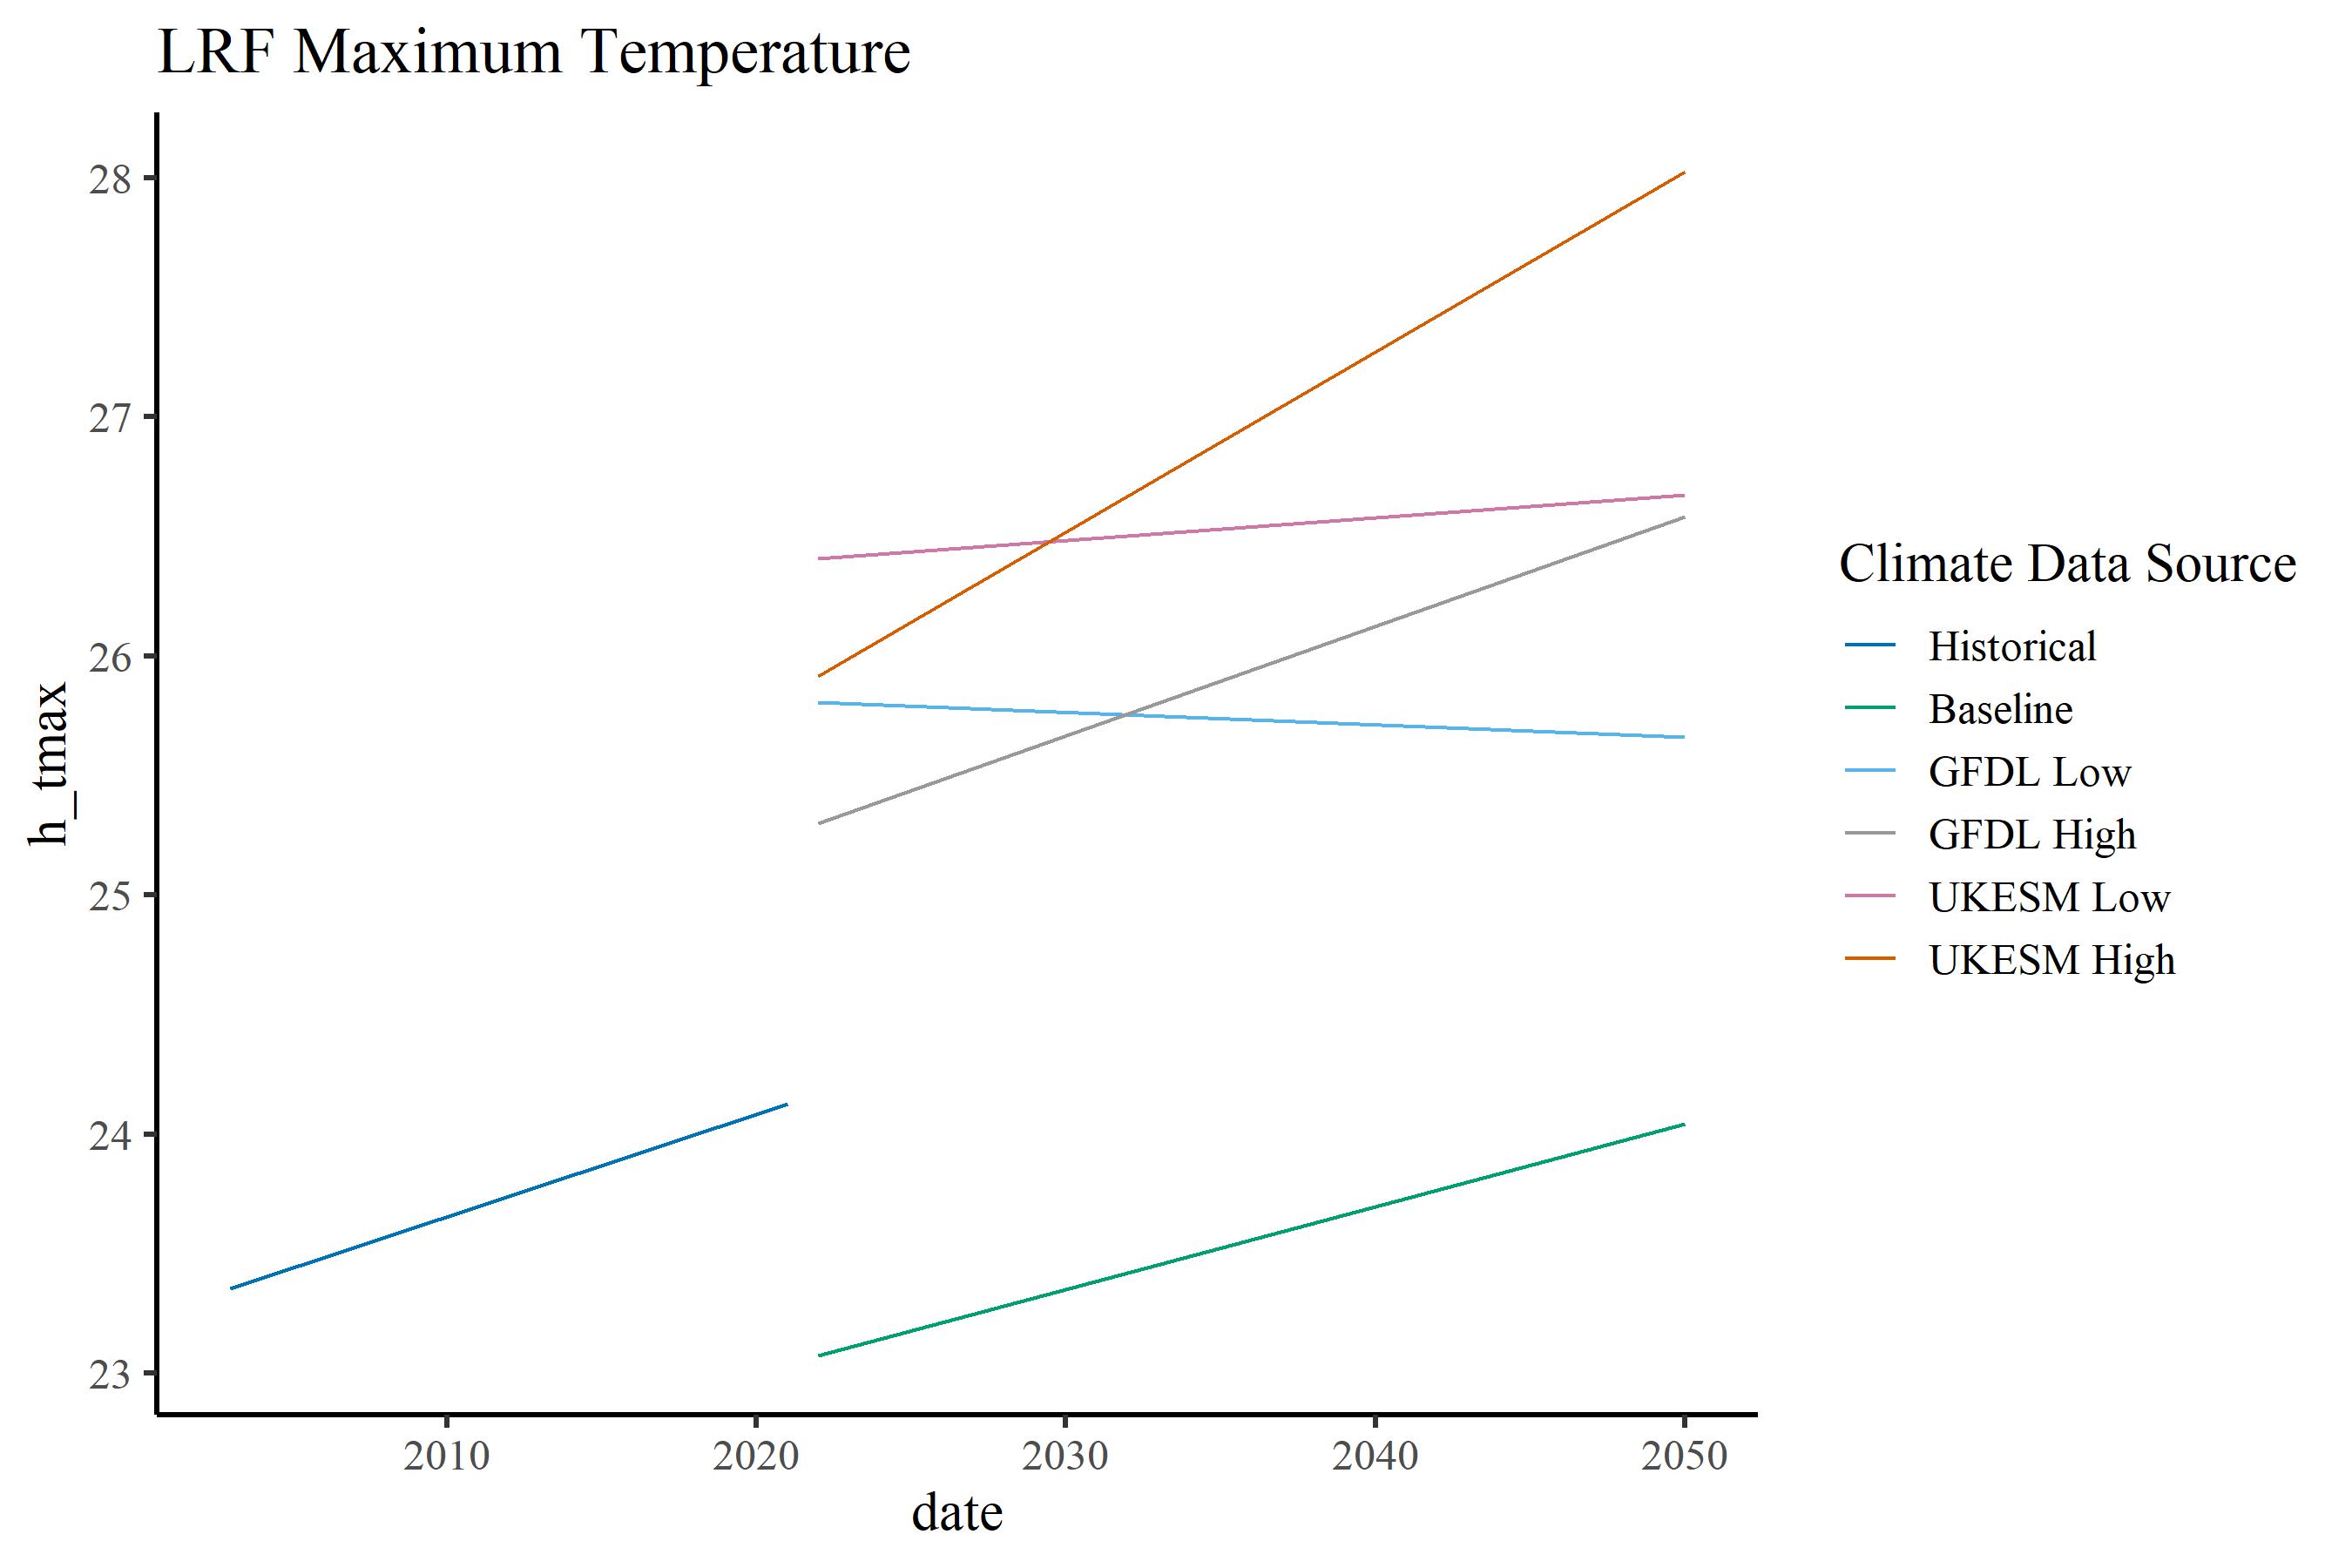 LRF Maximum Temperature
28
27
26
25
24
23
h_tmax
2010 2020 2030 2040 2050
date
Climate Data Source
Historical
Baseline
GFDL Low
GFDL High
UKESM Low
UKESM High